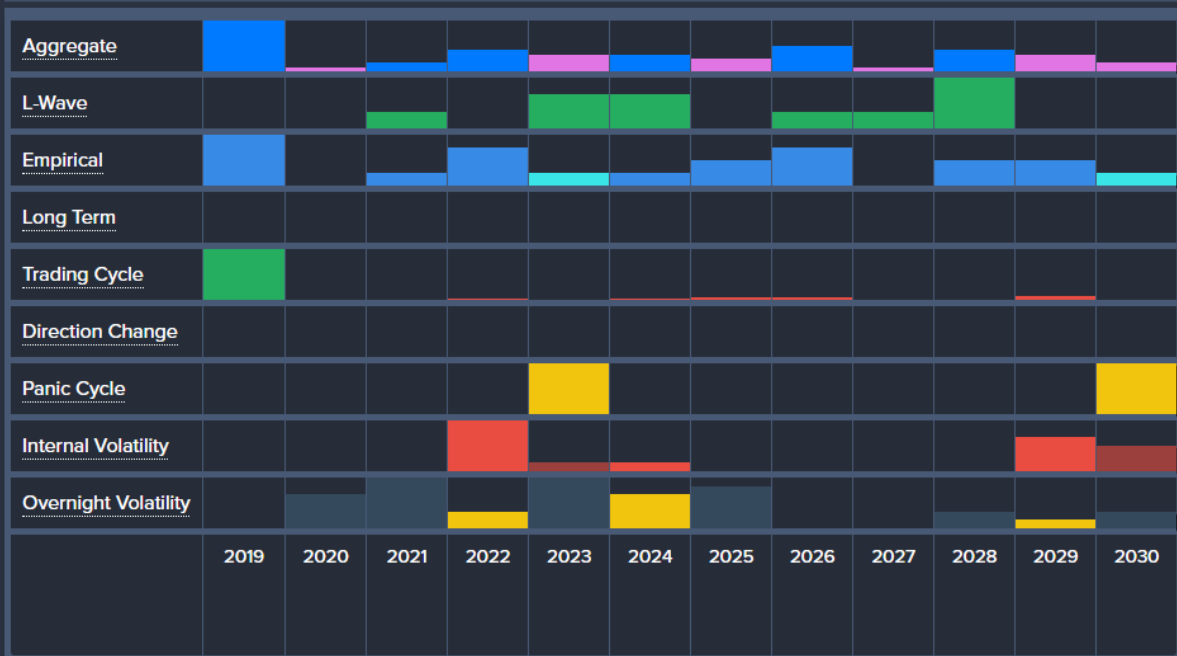 Aggregate
L-Wave
Empirical
Long Term
Trading Cycle
Direction Change
Panic Cycle
Internal Volatility
Overnight Volatility
2019 2020 2021 2022 2023 2024 2025 2026 2027 2028 2029 2030